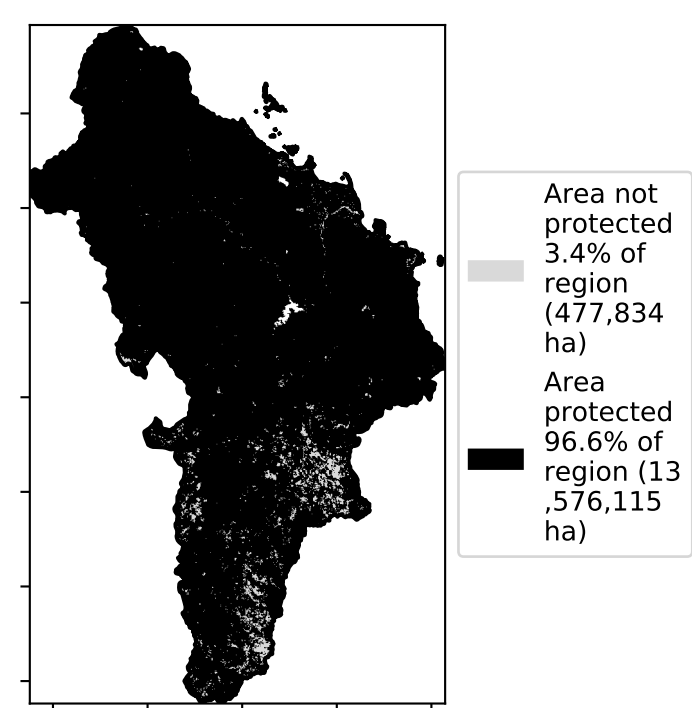 Area not
protected
3.4% of
region
(477,834
ha)
Area
protected
96.6% of
region (13
,576,115
ha)